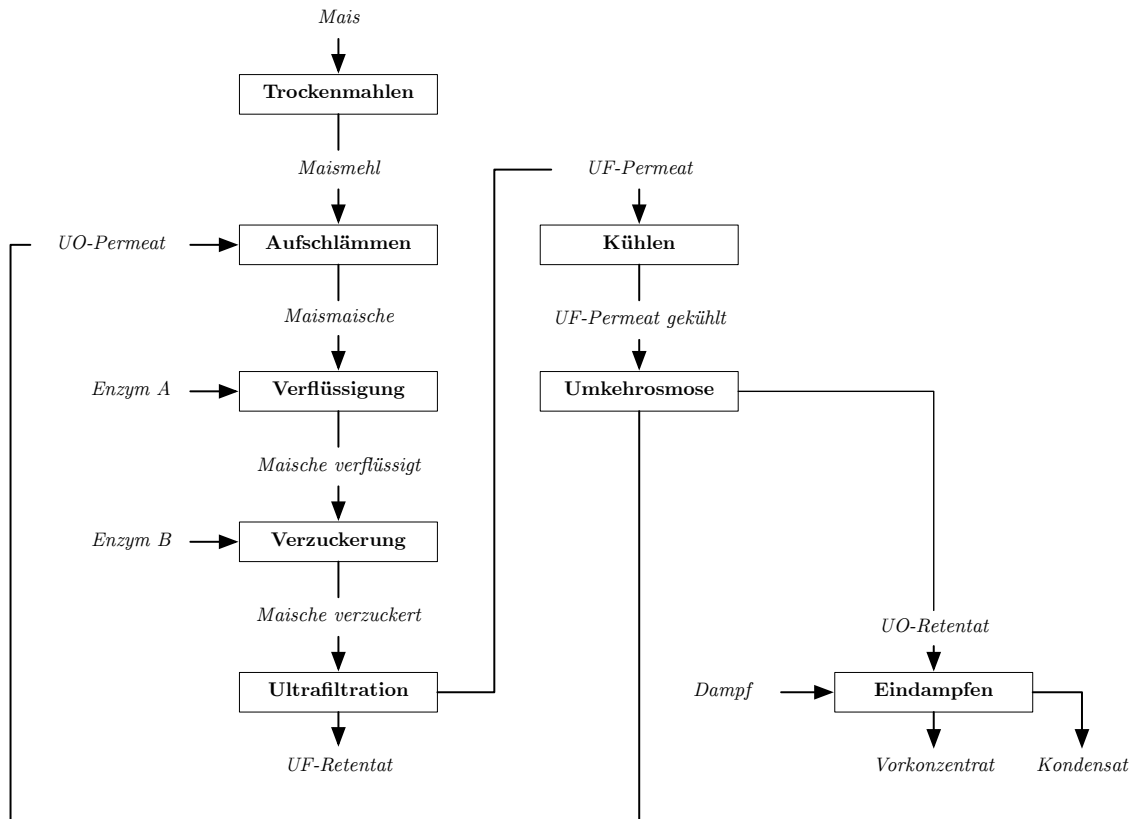 Mais
Trockenmahlen
Maismehl
UF-Permeat
UO-Permeat
Aufschlämmen
Kühlen
Maismaische
UF-Permeat gekühlt
Enzym A
Verflüssigung
Umkehrosmose
Maische verflüssigt
Enzym B
Verzuckerung
Maische verzuckert
UO-Retentat
Ultrafiltration
Dampf
Eindampfen
UF-Retentat
Vorkonzentrat
Kondensat